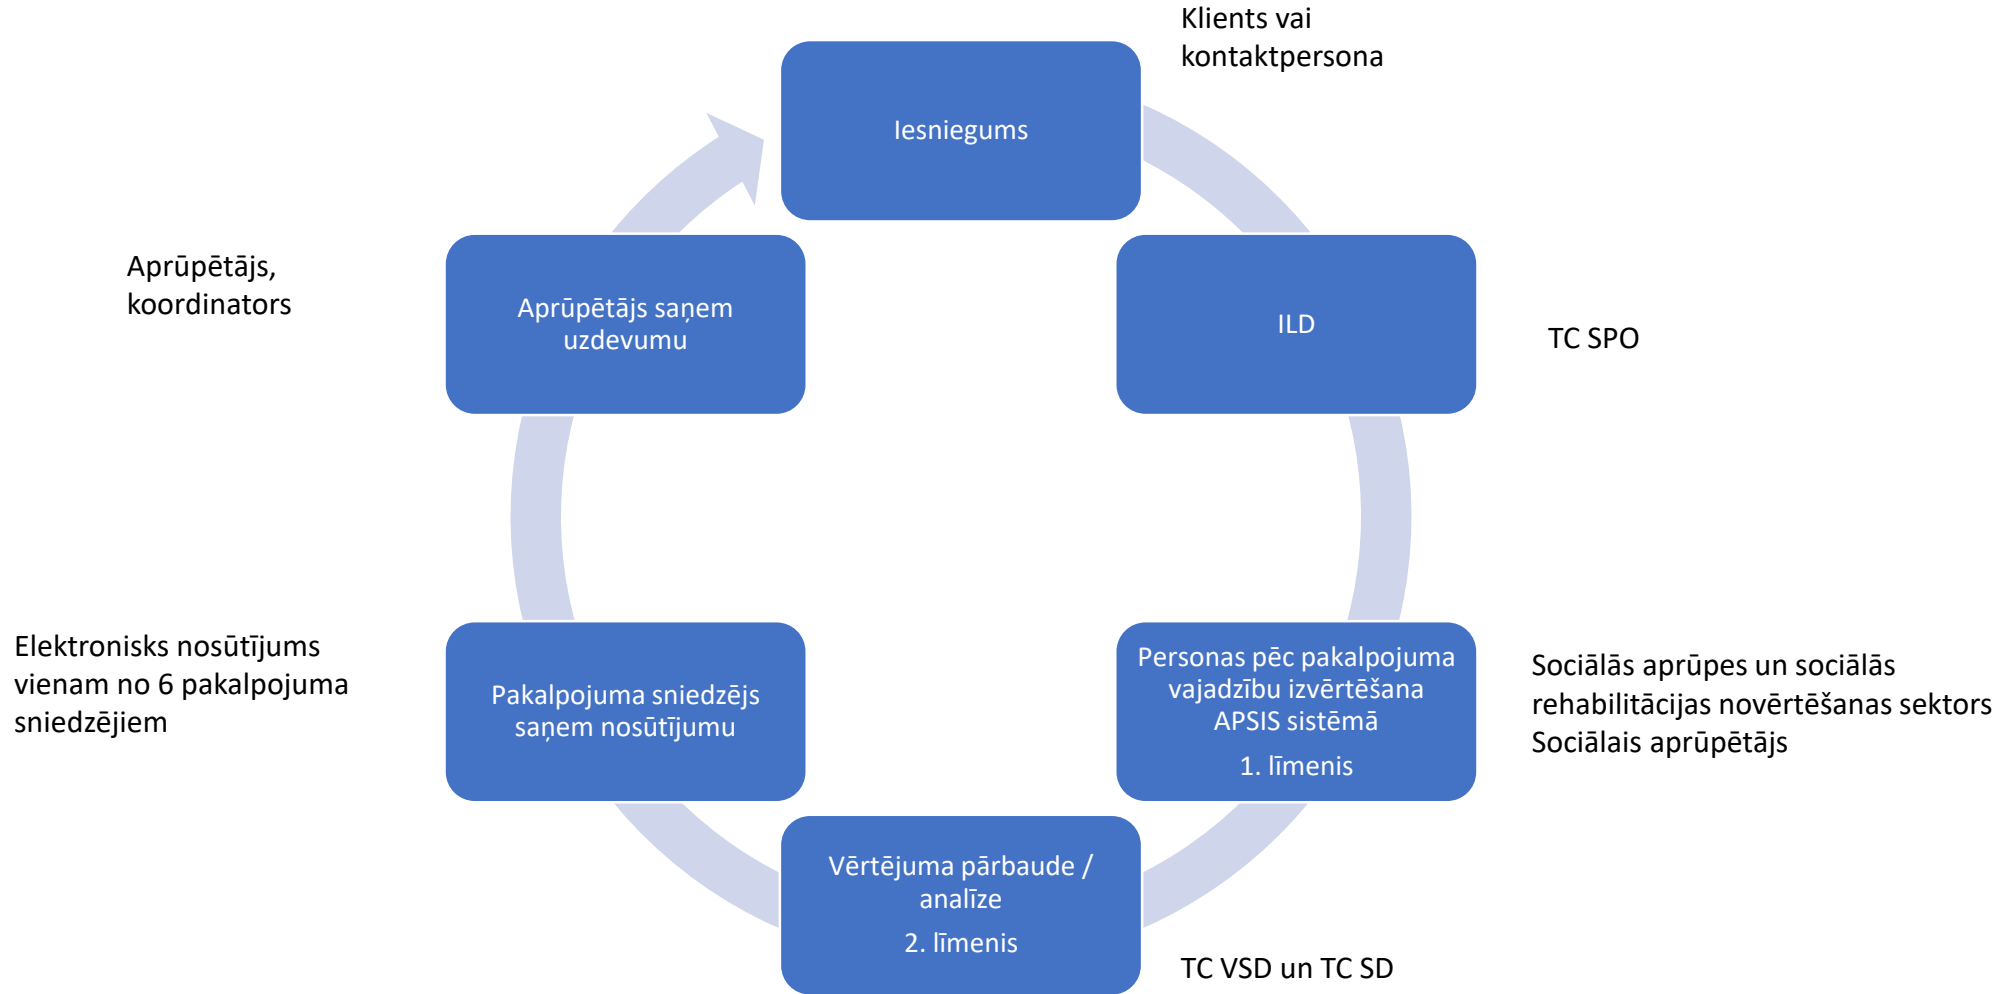 Klients vai
kontaktpersona
Iesniegums
ILD
TC SPO
Personas pēc pakalpojuma
vajadzību izvērtēšana
APSIS sistēmā
1. līmenis
Sociālās aprūpes un sociālās
rehabilitācijas novērtēšanas sektors
Sociālais aprūpētājs
Vērtējuma pārbaude /
analīze
2. līmenis
TC VSD un TC SD
Pakalpojuma sniedzējs
saņem nosūtījumu
Elektronisks nosūtījums
vienam no 6 pakalpojuma
sniedzējiem
Aprūpētājs saņem
uzdevumu
Aprūpētājs,
koordinators